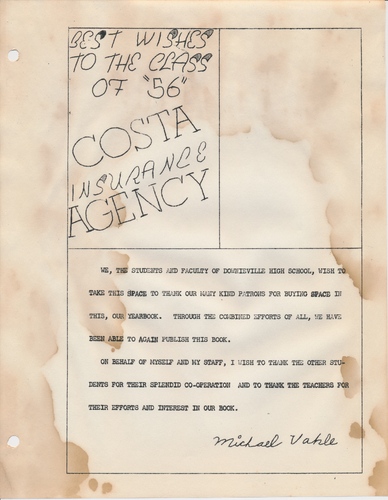 BEST WISHES
TO THE CLASS
OF "56"
COSTA
INSURANCE
AGENCY
WE, THE STUDENTS AND FACULTY OF DOWNIEVILLE HIGH SCHOOL, WISH TO
TAKE THIS SPACE TO THANK OUR MANY KIND PATRONS FOR BUYING SPACE IN
THIS, OUR YEARBOOK. THROUGH THE COMBINED EFFORTS OF ALL, WE HAVE
BEEN ABLE TO AGAIN PUBLISH THIS BOOK.
ON BEHALF OF MYSELF AND MY STAFF, I WISH TO THANK THE OTHER STU-
DENTS FOR THEIR SPLENDID CO-OPERATION AND TO THANK THE TEACHERS FOR
THEIR EFFORTS AND INTEREST IN OUR BOOK.
Michael Vahle